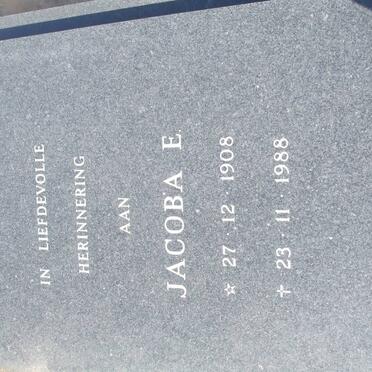 IN LIEFDEVOLLE
HERINNERING
AAN
JACOBA E.
☆ 27 · 12 · 1908
✝ 23 · 11 · 1988